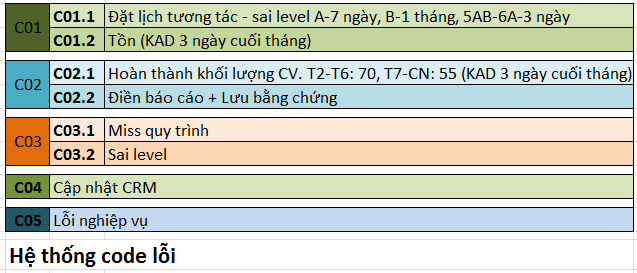 C01
C01.1 Đặt lịch tương tác - sai level A-7 ngày, B-1 tháng, 5AB-6A-3 ngày
C01.2 Tồn (KAD 3 ngày cuối tháng)
C02
C02.1 Hoàn thành khối lượng CV. T2-T6: 70, T7-CN: 55 (KAD 3 ngày cuối tháng)
C02.2 Điền báo cáo + Lưu bằng chứng
C03
C03.1 Miss quy trình
C03.2 Sai level
C04 Cập nhật CRM
C05 Lỗi nghiệp vụ
Hệ thống code lỗi